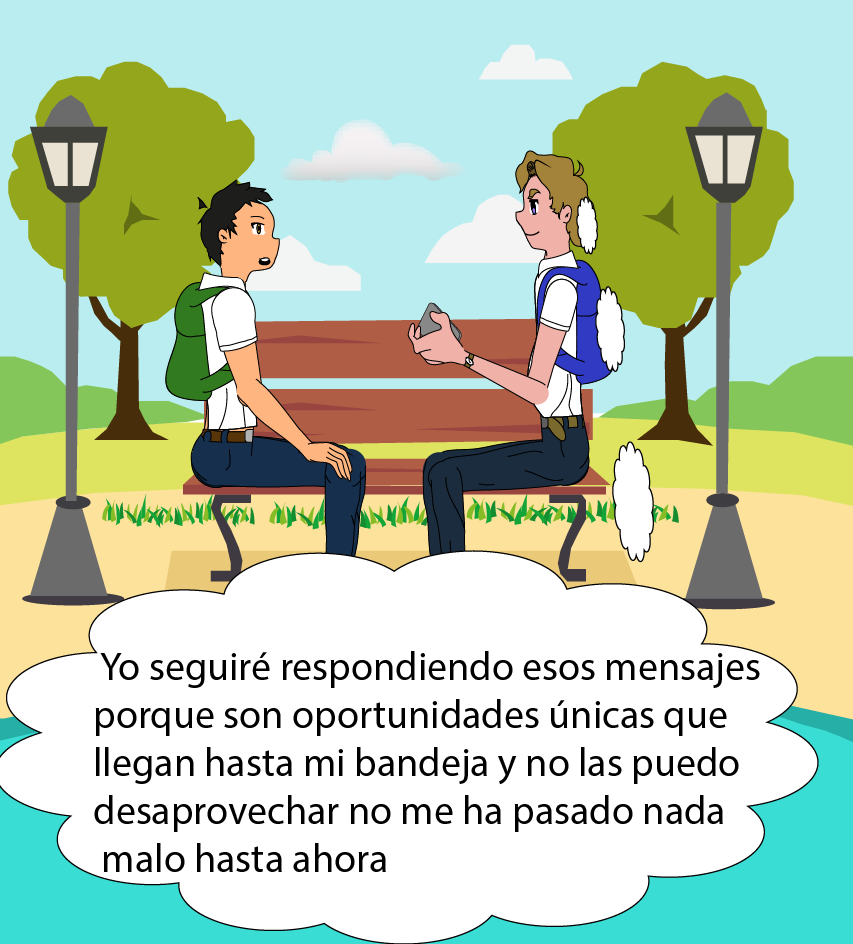 Yo seguiré respondiendo esos mensajes
porque son oportunidades únicas que
llegan hasta mi bandeja y no las puedo
desaprovechar no me ha pasado nada
malo hasta ahora